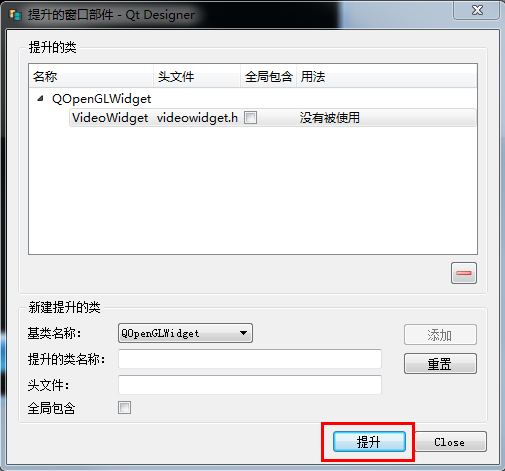 提升的窗口部件 - Qt Designer
提升的类
名称 头文件 全局包含 用法
QOpenGLWidget
VideoWidget videowidget.h 没有被使用
新建提升的类
基类名称: QOpenGLWidget 添加
提升的类名称: 重置
头文件:
全局包含
提升 Close